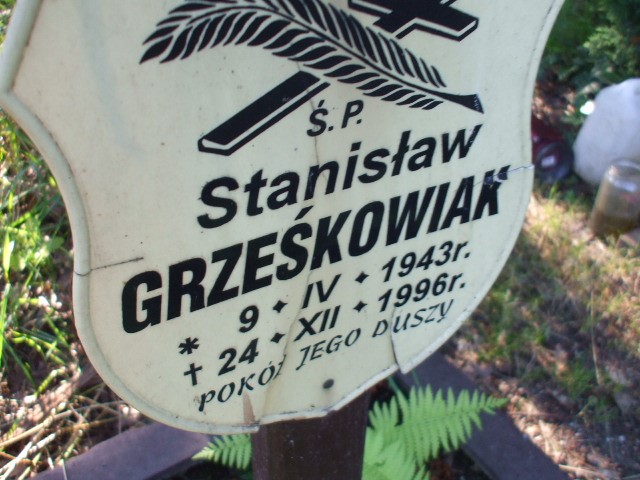 Ś.P.
Stanisław
GRZEŚKOWIAK
* 9 ✦ IV ✦ 1943r.
✝ 24 ✦ XII ✦ 1996r.
POKÓJ JEGO DUSZY